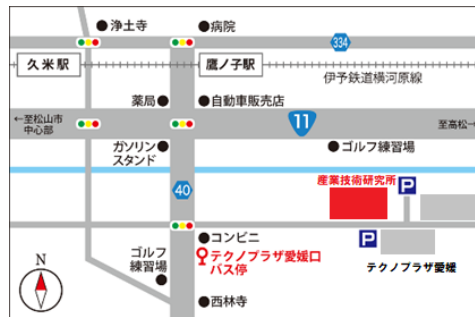 浄土寺
病院
334
久米駅
鷹ノ子駅
伊予鉄道横河原線
薬局
自動車販売店
←至松山市
中心部
11
至高松→
ガソリン
スタンド
ゴルフ練習場
産業技術研究所
P
40
コンビニ
P
テクノプラザ愛媛口
バス停
テクノプラザ愛媛
ゴルフ
練習場
西林寺
N